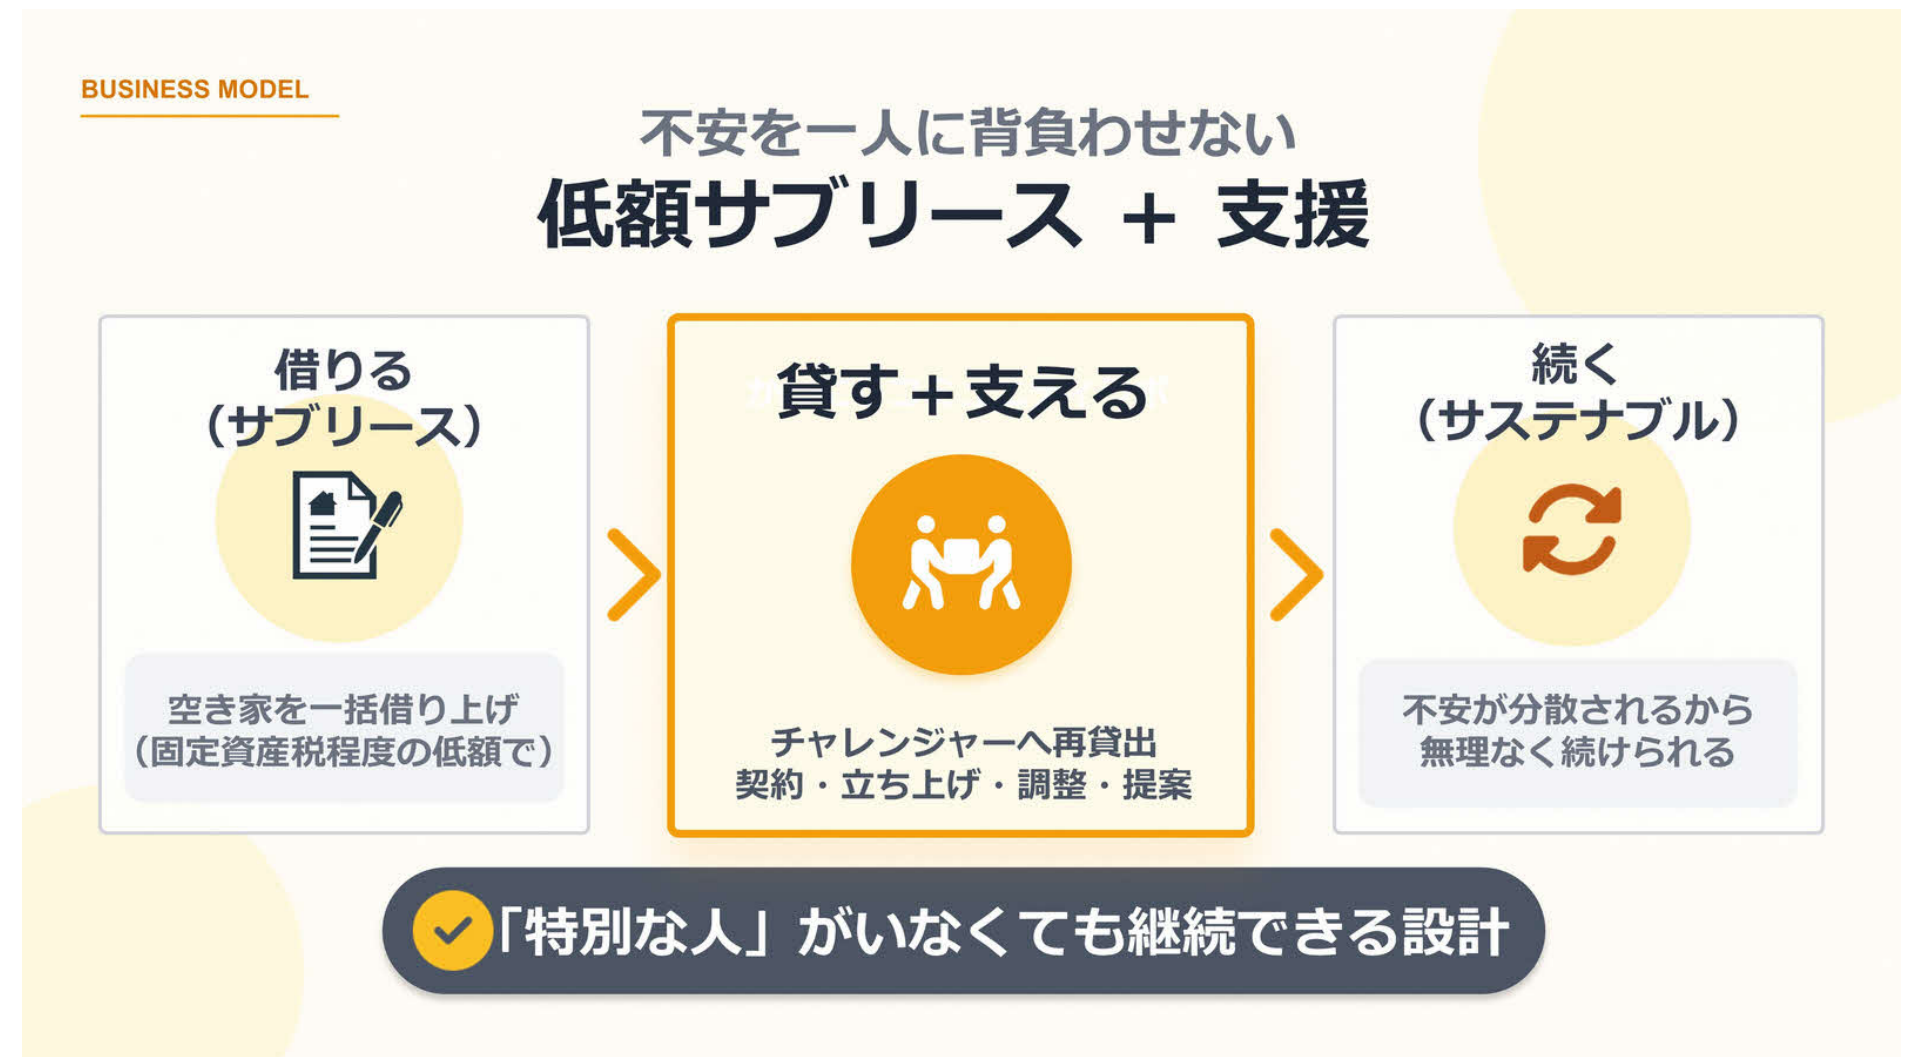 BUSINESS MODEL
不安を一人に背負わせない
低額サブリース + 支援
借りる
（サブリース）
空き家を一括借り上げ
（固定資産税程度の低額で）
貸す＋支える
チャレンジャーへ再貸出
契約・立ち上げ・調整・提案
続く
（サステナブル）
不安が分散されるから
無理なく続けられる
「特別な人」がいなくても継続できる設計